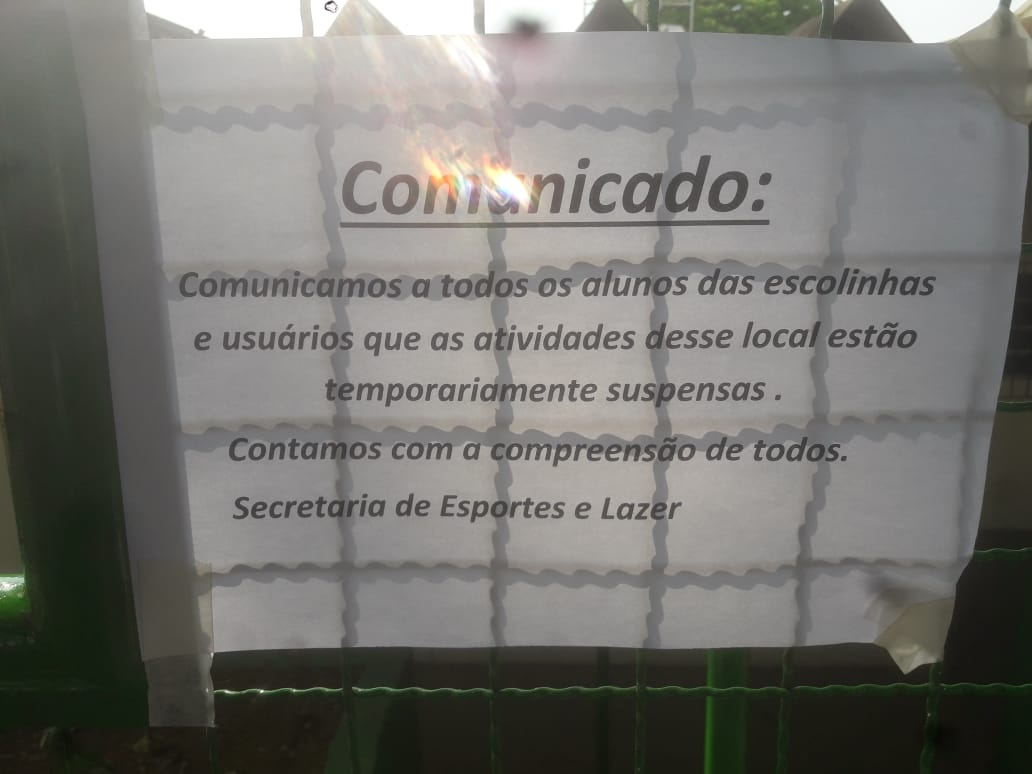 Comunicado:
Comunicamos a todos os alunos das escolinhas
e usuários que as atividades desse local estão
temporariamente suspensas .
Contamos com a compreensão de todos.
Secretaria de Esportes e Lazer